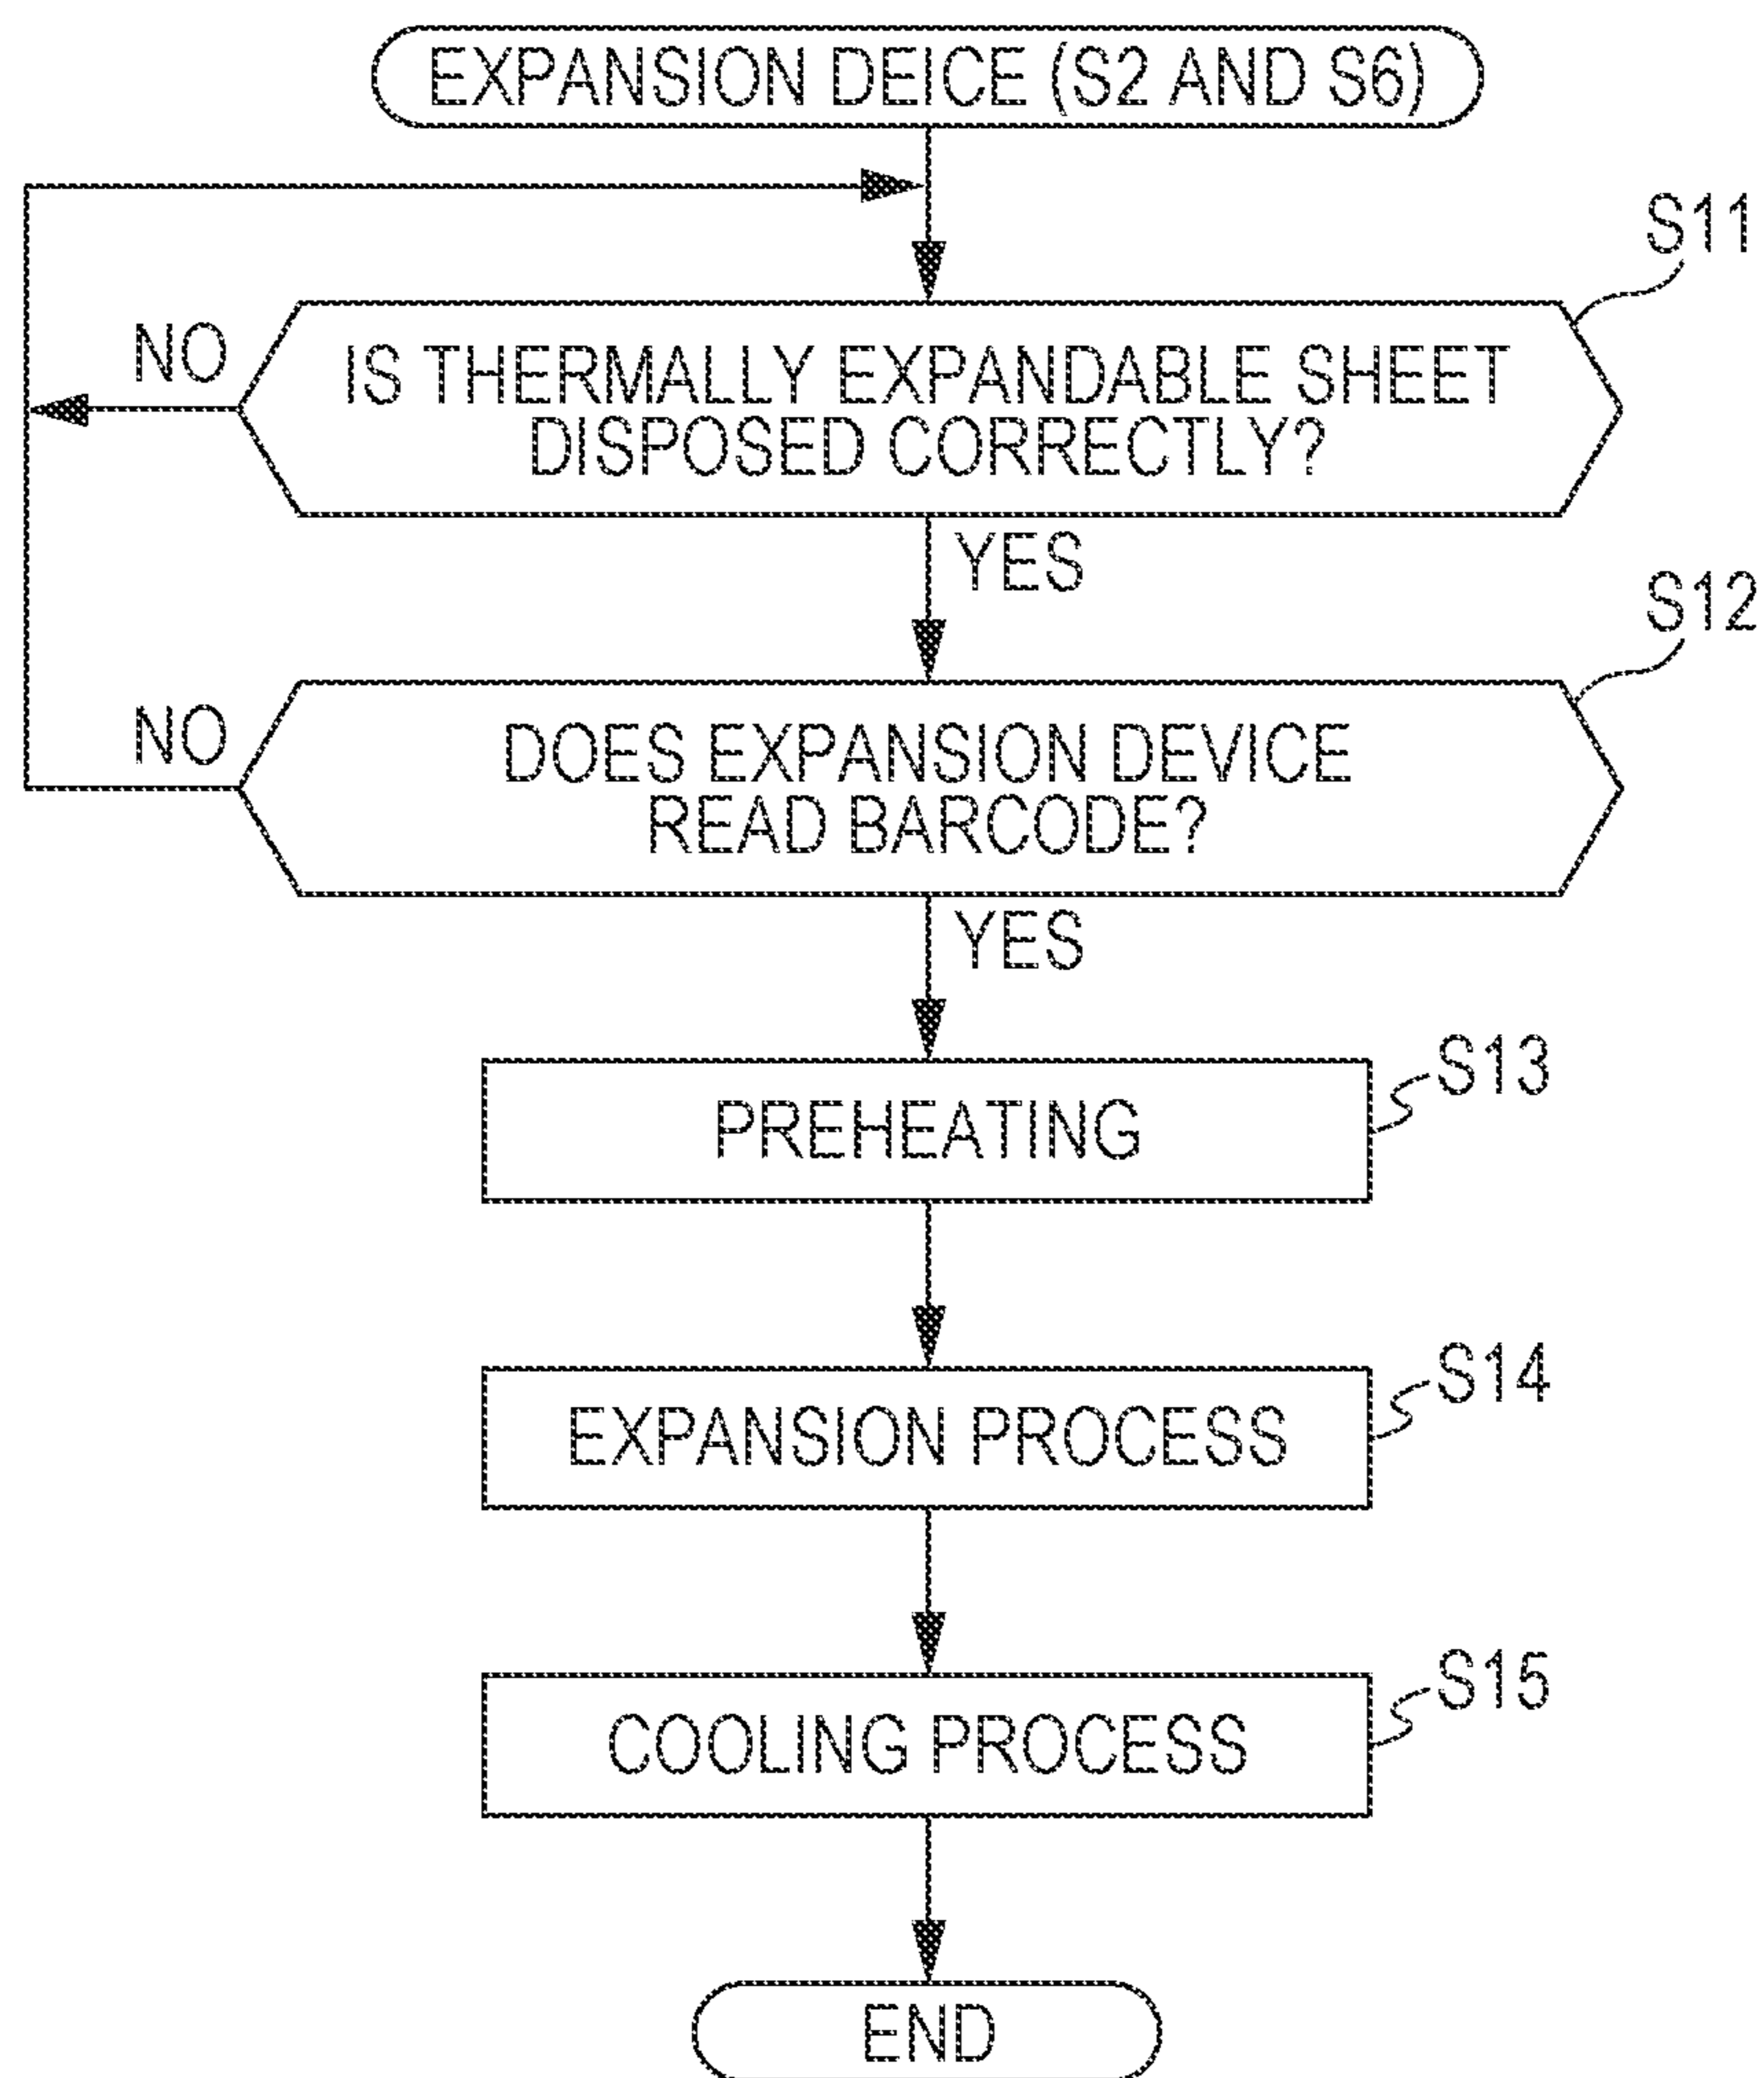 EXPANSION DEICE (S2 AND S6)
S11
NO
IS THERMALLY EXPANDABLE SHEET
DISPOSED CORRECTLY?
YES
S12
NO
DOES EXPANSION DEVICE
READ BARCODE?
YES
S13
PREHEATING
S14
EXPANSION PROCESS
S15
COOLING PROCESS
END